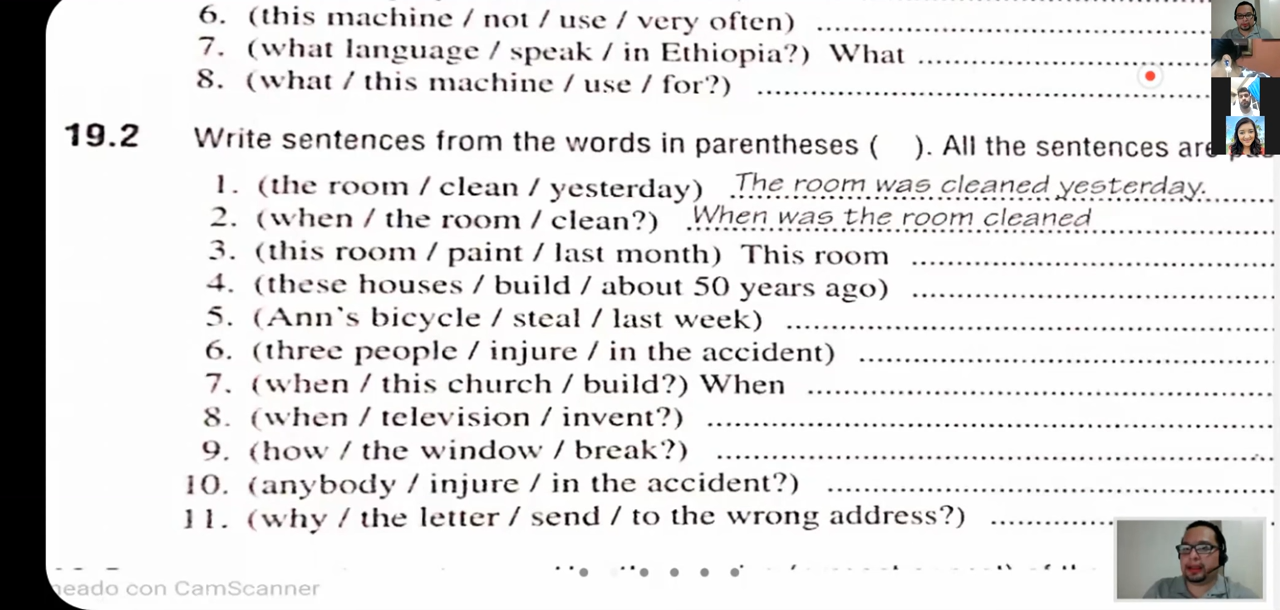 6. (this machine / not / use / very often) ....................
7. (what language / speak / in Ethiopia?) What ....................
8. (what / this machine / use / for?) ....................
19.2 Write sentences from the words in parentheses ( ). All the sentences are
1. (the room / clean / yesterday) The room was cleaned yesterday.
2. (when / the room / clean?) When was the room cleaned
3. (this room / paint / last month) This room ....................
4. (these houses / build / about 50 years ago) ....................
5. (Ann's bicycle / steal / last week) ....................
6. (three people / injure / in the accident) ....................
7. (when / this church / build?) When ....................
8. (when / television / invent?) ....................
9. (how / the window / break?) ....................
10. (anybody / injure / in the accident?) ....................
11. (why / the letter / send / to the wrong address?) ....................
con CamScanner